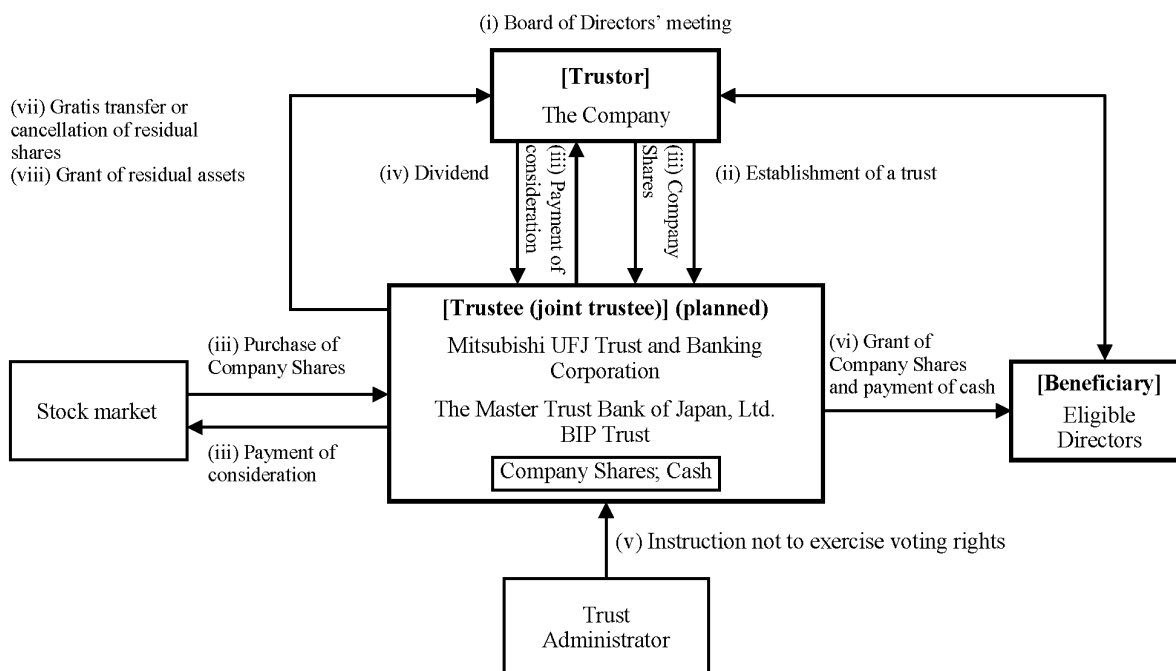 (i) Board of Directors’ meeting
[Trustor]
The Company
(vii) Gratis transfer or
cancellation of residual
shares
(viii) Grant of residual assets
(iv) Dividend
(iii) Payment of
consideration
(iii) Company
Shares
(ii) Establishment of a trust
[Trustee (joint trustee)] (planned)
Mitsubishi UFJ Trust and Banking
Corporation
The Master Trust Bank of Japan, Ltd.
BIP Trust
Company Shares; Cash
(iii) Purchase of
Company Shares
Stock market
(iii) Payment of
consideration
(vi) Grant of
Company Shares
and payment of cash
[Beneficiary]
Eligible
Directors
(v) Instruction not to exercise voting rights
Trust
Administrator